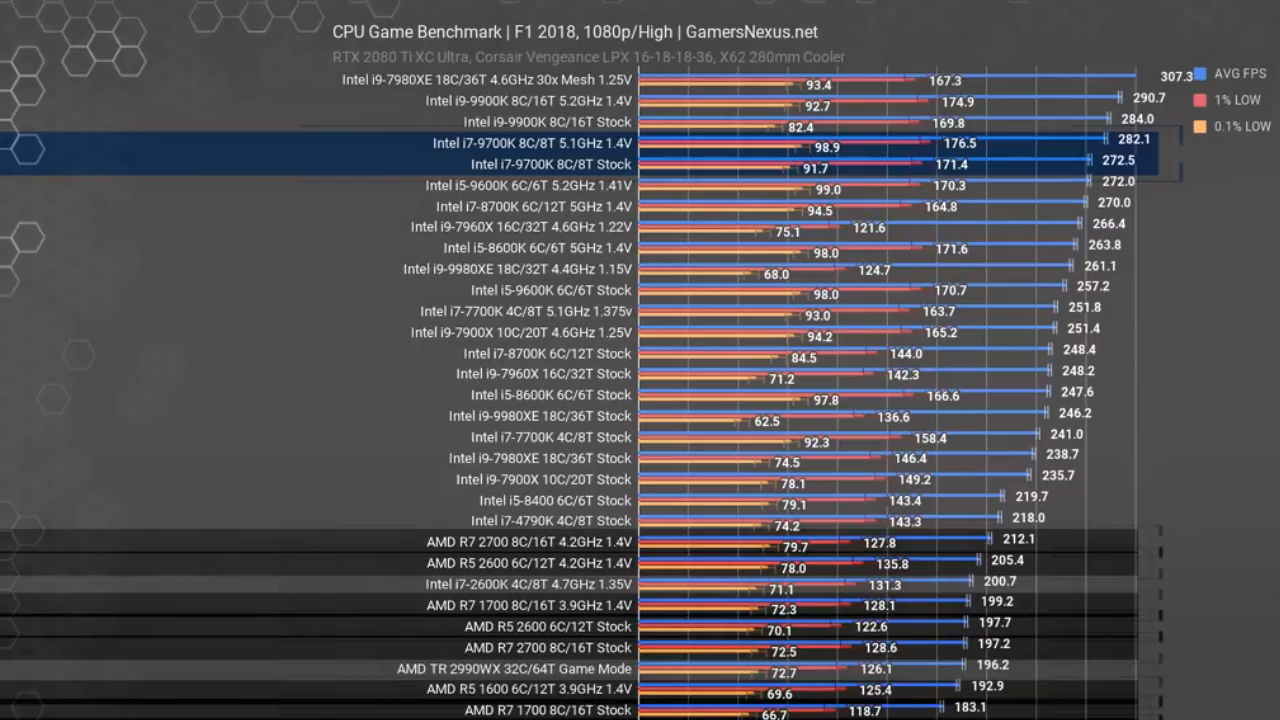 CPU Game Benchmark | F1 2018, 1080p/High | GamersNexus.net
RTX 2080 Ti XC Ultra, Corsair Vengeance LPX 16-18-18-36, X62 280mm Cooler
AVG FPS
1% LOW
0.1% LOW
Intel i9-7980XE 18C/36T 4.6GHz 30x Mesh 1.25V 93.4 167.3 307.3
Intel i9-9900K 8C/16T 5.2GHz 1.4V 92.7 174.9 290.7
Intel i9-9900K 8C/16T Stock 82.4 169.8 284.0
Intel i7-9700K 8C/8T 5.1GHz 1.4V 98.9 176.5 282.1
Intel i7-9700K 8C/8T Stock 91.7 171.4 272.5
Intel i5-9600K 6C/6T 5.2GHz 1.41V 99.0 170.3 272.0
Intel i7-8700K 6C/12T 5GHz 1.4V 94.5 164.8 270.0
Intel i9-7960X 16C/32T 4.6GHz 1.22V 75.1 121.6 266.4
Intel i5-8600K 6C/6T 5GHz 1.4V 98.0 171.6 263.8
Intel i9-9980XE 18C/32T 4.4GHz 1.15V 68.0 124.7 261.1
Intel i5-9600K 6C/6T Stock 98.0 170.7 257.2
Intel i7-7700K 4C/8T 5.1GHz 1.375v 93.0 163.7 251.8
Intel i9-7900X 10C/20T 4.6GHz 1.25V 94.2 165.2 251.4
Intel i7-8700K 6C/12T Stock 84.5 144.0 248.4
Intel i9-7960X 16C/32T Stock 71.2 142.3 248.2
Intel i5-8600K 6C/6T Stock 97.8 166.6 247.6
Intel i9-9980XE 18C/36T Stock 62.5 136.6 246.2
Intel i7-7700K 4C/8T Stock 92.3 158.4 241.0
Intel i9-7980XE 18C/36T Stock 74.5 146.4 238.7
Intel i9-7900X 10C/20T Stock 78.1 149.2 235.7
Intel i5-8400 6C/6T Stock 79.1 143.4 219.7
Intel i7-4790K 4C/8T Stock 74.2 143.3 218.0
AMD R7 2700 8C/16T 4.2GHz 1.4V 79.7 127.8 212.1
AMD R5 2600 6C/12T 4.2GHz 1.4V 78.0 135.8 205.4
Intel i7-2600K 4C/8T 4.7GHz 1.35V 71.1 131.3 200.7
AMD R7 1700 8C/16T 3.9GHz 1.4V 72.3 128.1 199.2
AMD R5 2600 6C/12T Stock 70.1 122.6 197.7
AMD R7 2700 8C/16T Stock 72.5 128.6 197.2
AMD TR 2990WX 32C/64T Game Mode 72.7 126.1 196.2
AMD R5 1600 6C/12T 3.9GHz 1.4V 69.6 125.4 192.9
AMD R7 1700 8C/16T Stock 66.7 118.7 183.1